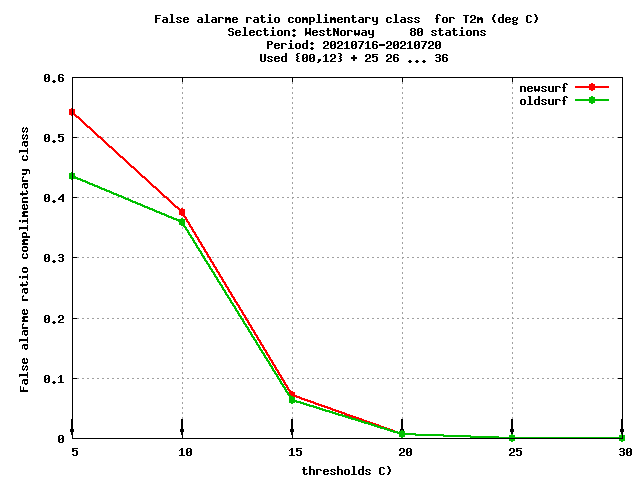 False alarme ratio complimentary class  for T2m (deg C)
Selection: WestNorway     80 stations
Period: 20210716-20210720
Used {00,12} + 25 26 ... 36
newsurf
oldsurf
False alarme ratio complimentary class
0.6
0.5
0.4
0.3
0.2
0.1
0
5 10 15 20 25 30
thresholds C)